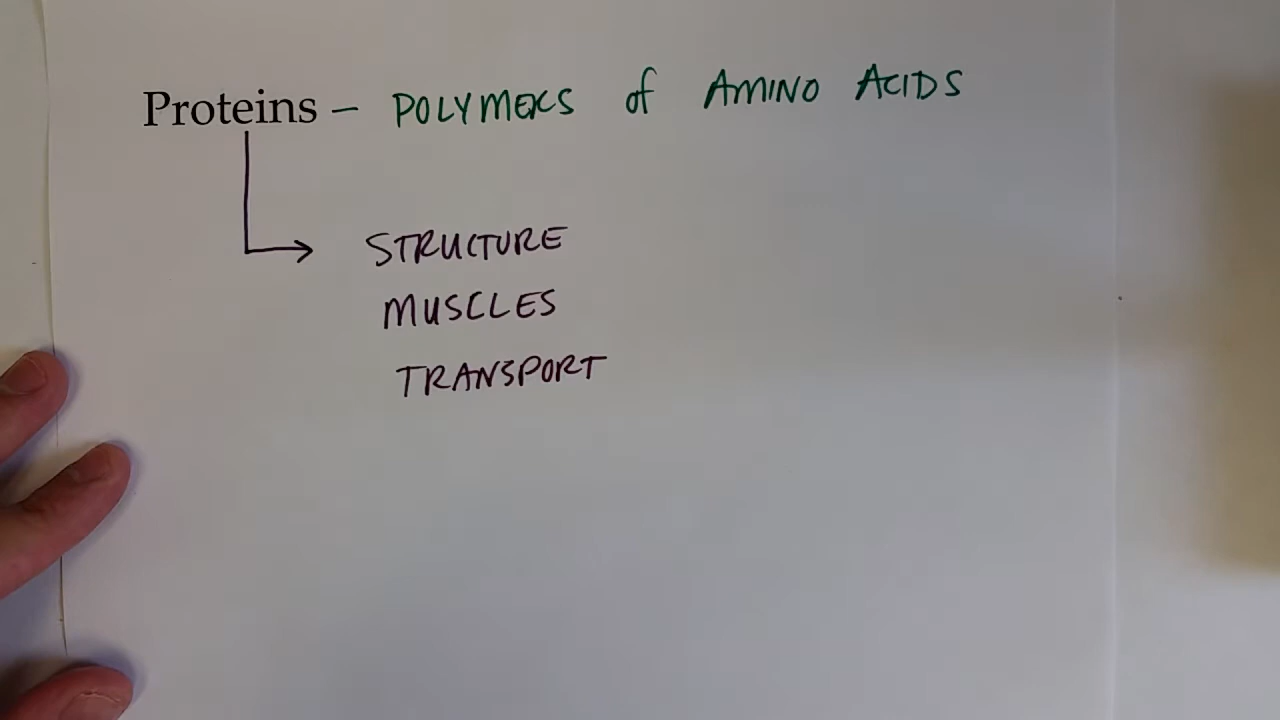 Proteins — POLYMERS of AMINO ACIDS
STRUCTURE
MUSCLES
TRANSPORT